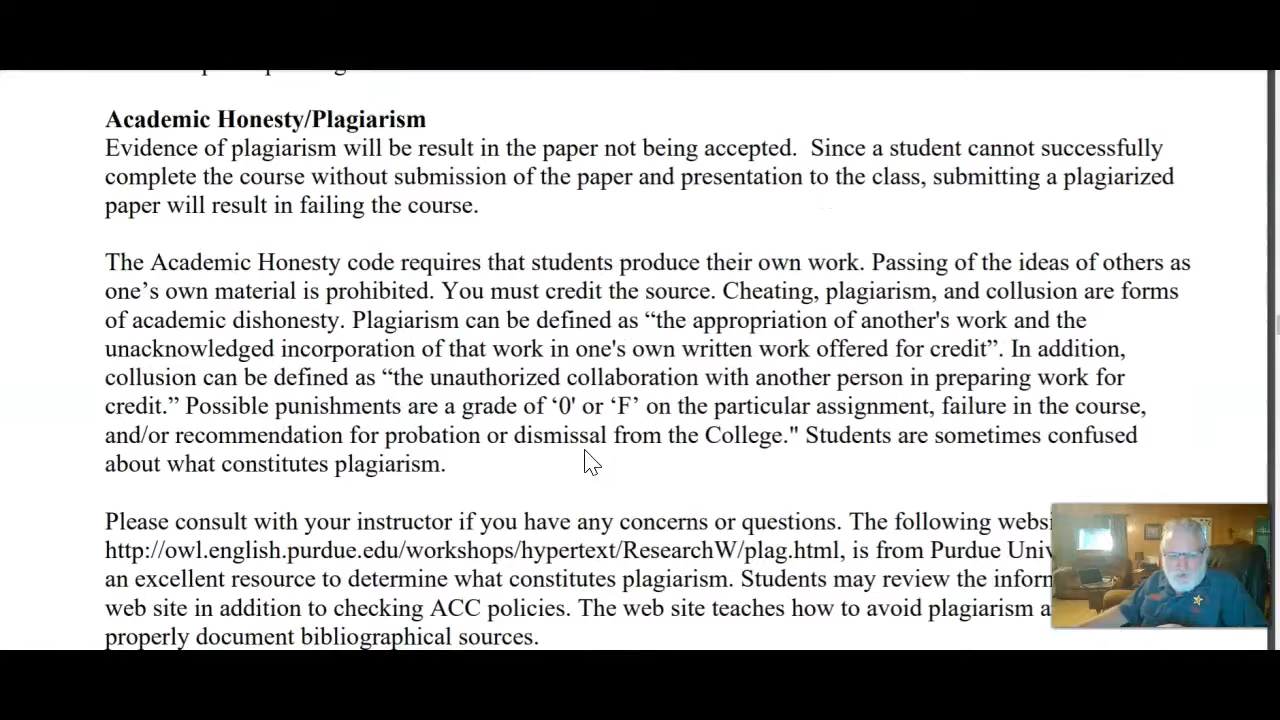 Academic Honesty/Plagiarism
Evidence of plagiarism will be result in the paper not being accepted.  Since a student cannot successfully
complete the course without submission of the paper and presentation to the class, submitting a plagiarized
paper will result in failing the course.
The Academic Honesty code requires that students produce their own work. Passing of the ideas of others as
one’s own material is prohibited. You must credit the source. Cheating, plagiarism, and collusion are forms
of academic dishonesty. Plagiarism can be defined as “the appropriation of another's work and the
unacknowledged incorporation of that work in one's own written work offered for credit”. In addition,
collusion can be defined as “the unauthorized collaboration with another person in preparing work for
credit.” Possible punishments are a grade of ‘0' or ‘F’ on the particular assignment, failure in the course,
and/or recommendation for probation or dismissal from the College." Students are sometimes confused
about what constitutes plagiarism.
Please consult with your instructor if you have any concerns or questions. The following
http://owl.english.purdue.edu/workshops/hypertext/ResearchW/plag.html, is from Purdue
an excellent resource to determine what constitutes plagiarism. Students may review the
web site in addition to checking ACC policies. The web site teaches how to avoid plagiarism
properly document bibliographical sources.